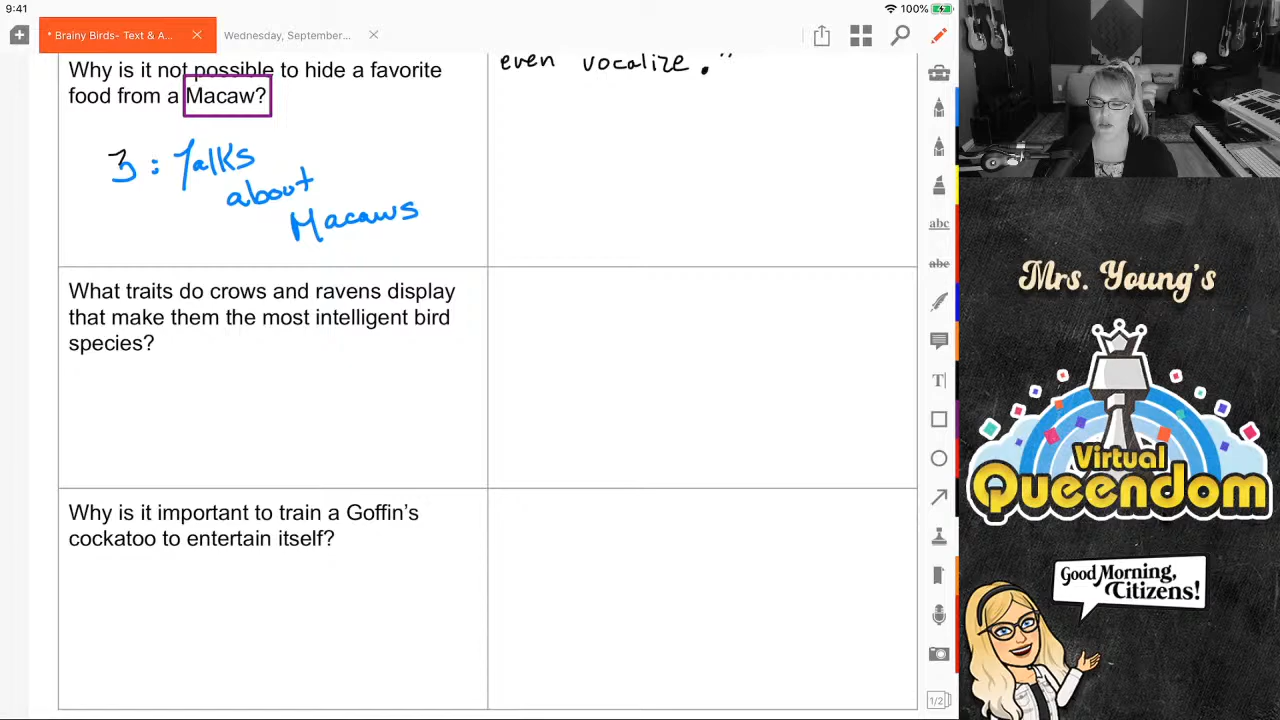 9:41
100%
* Brainy Birds- Text & A...
Wednesday, September...
Why is it not possible to hide a favorite
food from a Macaw?
even vocalize."
3: Talks
about
Macaws
What traits do crows and ravens display
that make them the most intelligent bird
species?
Why is it important to train a Goffin's
cockatoo to entertain itself?
abc
abc
T
1/2
Mrs. Young's
Virtual
Queendom
Good Morning,
Citizens!